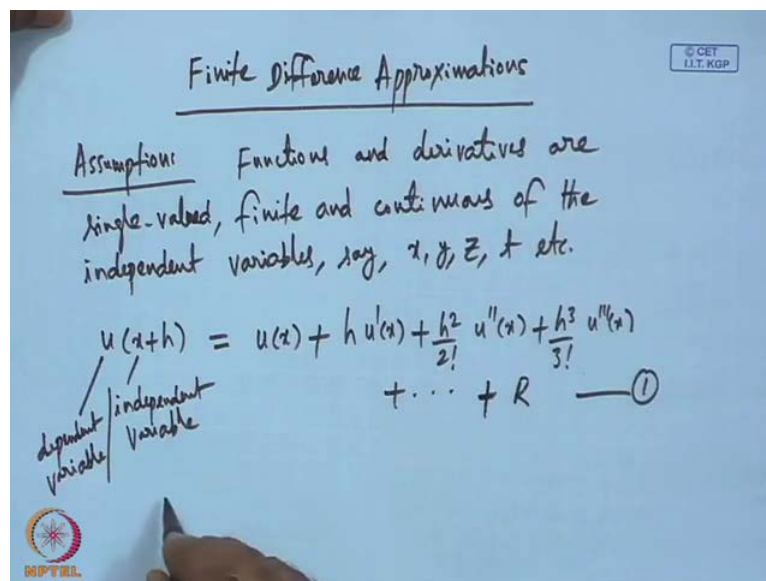 Finite Difference Approximations
© CET
I.I.T. KGP
Assumptions Functions and derivatives are
single-valued, finite and continuous of the
independent variables, say, x, y, z, t etc.
u(x+h) = u(x) + h u'(x) + h²/2! u''(x) + h³/3! u'''(x)
+ ⋯ + R —— ①
dependent variable
independent variable
NPTEL